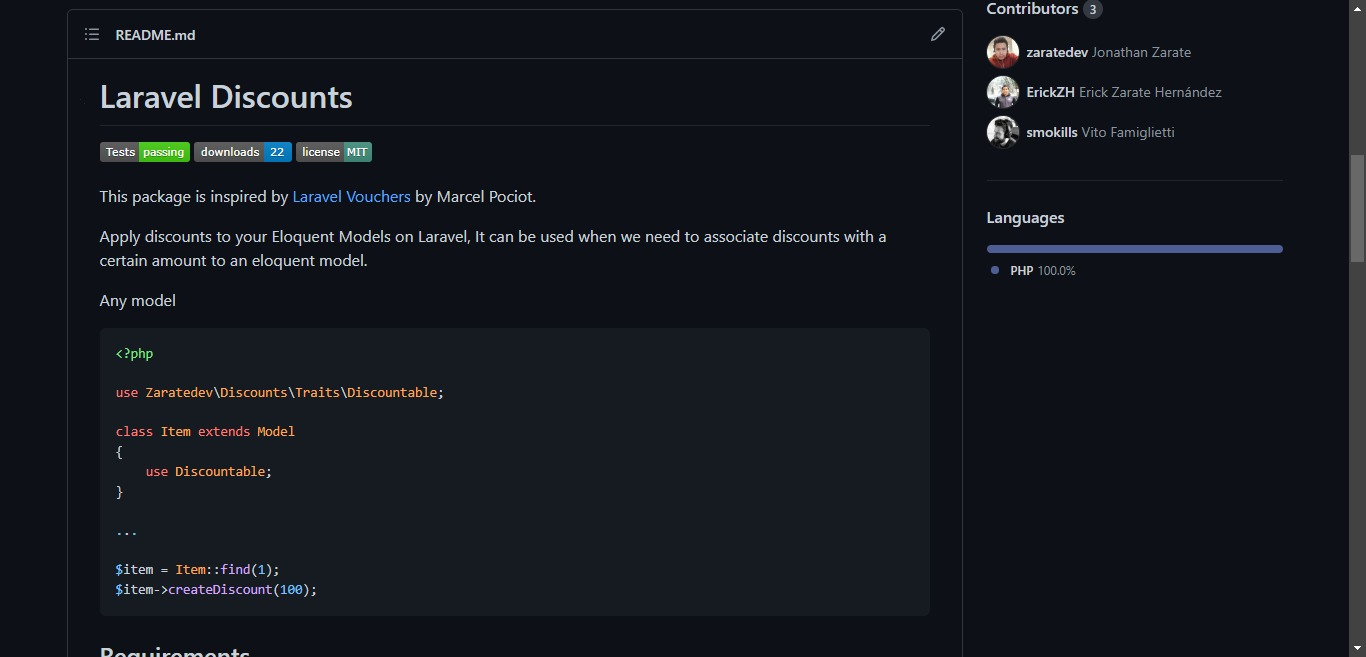 README.md
Laravel Discounts
Tests passing downloads 22 license MIT
This package is inspired by Laravel Vouchers by Marcel Pociot.
Apply discounts to your Eloquent Models on Laravel, It can be used when we need to associate discounts with a
certain amount to an eloquent model.
Any model
<?php
use Zaratedev\Discounts\Traits\Discountable;
class Item extends Model
{
    use Discountable;
}
...
$item = Item::find(1);
$item->createDiscount(100);
Requirements
Contributors 3
zaratedev Jonathan Zarate
ErickZH Erick Zarate Hernández
smokills Vito Famiglietti
Languages
PHP 100.0%